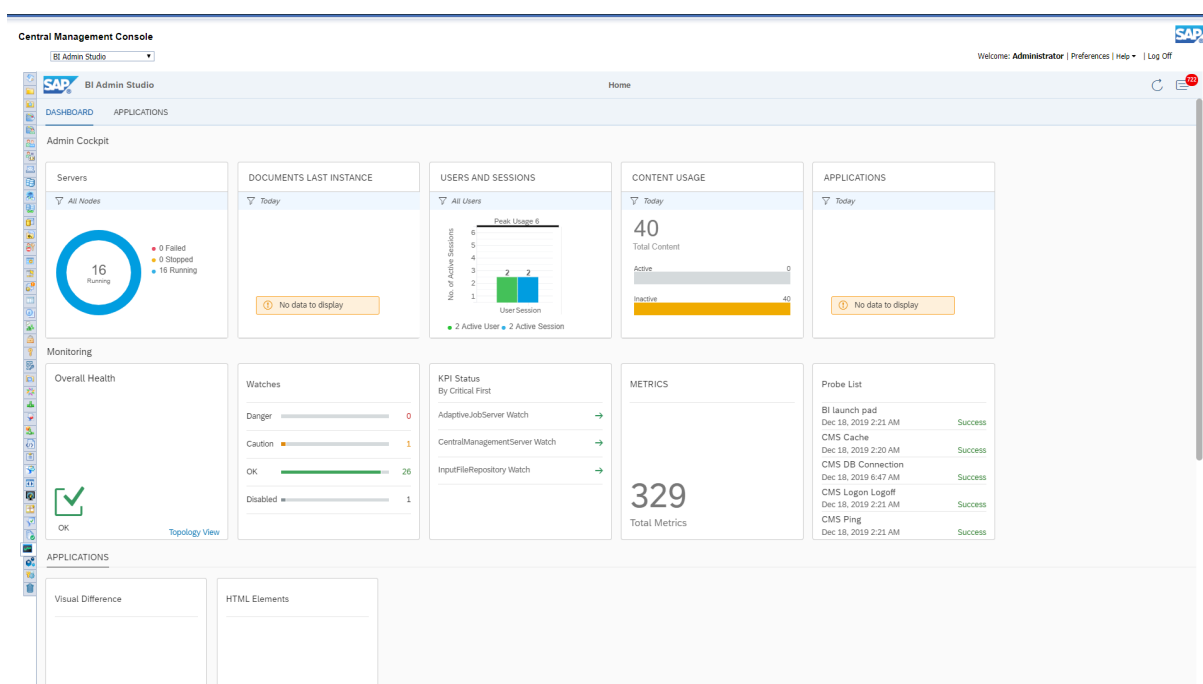 Central Management Console
SAP
BI Admin Studio
Welcome: Administrator | Preferences | Help | Log Off
SAP BI Admin Studio
Home
722
DASHBOARD APPLICATIONS
Admin Cockpit
Servers
All Nodes
16
Running
0 Failed
0 Stopped
16 Running
DOCUMENTS LAST INSTANCE
Today
No data to display
USERS AND SESSIONS
All Users
Peak Usage 6
No. of Active Sessions
6
5
4
3
2
1
2 2
User Session
2 Active User 2 Active Session
CONTENT USAGE
Today
40
Total Content
Active 0
Inactive 40
APPLICATIONS
Today
No data to display
Monitoring
Overall Health
OK
Topology View
Watches
Danger 0
Caution 1
OK 26
Disabled 1
KPI Status
By Critical First
AdaptiveJobServer Watch
CentralManagementServer Watch
InputFileRepository Watch
METRICS
329
Total Metrics
Probe List
BI launch pad
Dec 18, 2019 2:21 AM Success
CMS Cache
Dec 18, 2019 2:20 AM Success
CMS DB Connection
Dec 18, 2019 6:47 AM Success
CMS Logon Logoff
Dec 18, 2019 2:21 AM Success
CMS Ping
Dec 18, 2019 2:21 AM Success
APPLICATIONS
Visual Difference
HTML Elements